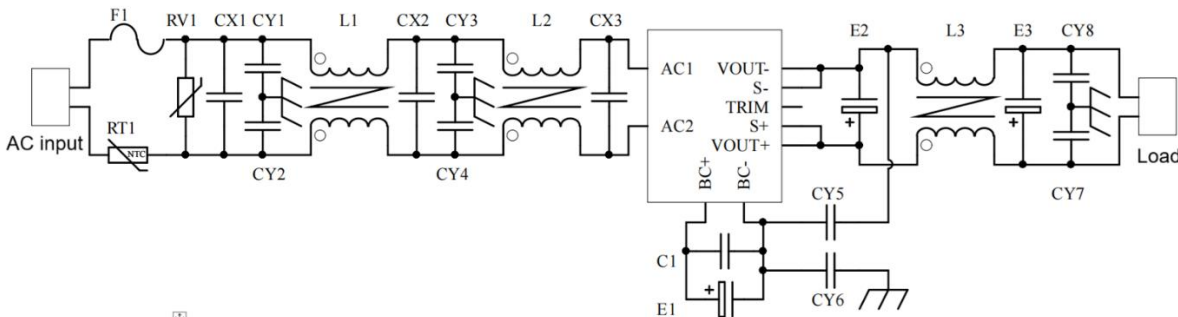 F1 RV1 CX1 CY1 L1 CX2 CY3 L2 CX3 E2 L3 E3 CY8
AC1 VOUT-
S-
TRIM
AC2 S+
VOUT+
AC input RT1 NTC
CY2 CY4 BC+ BC- CY7 Load
CY5
C1
CY6
E1 +
+
+